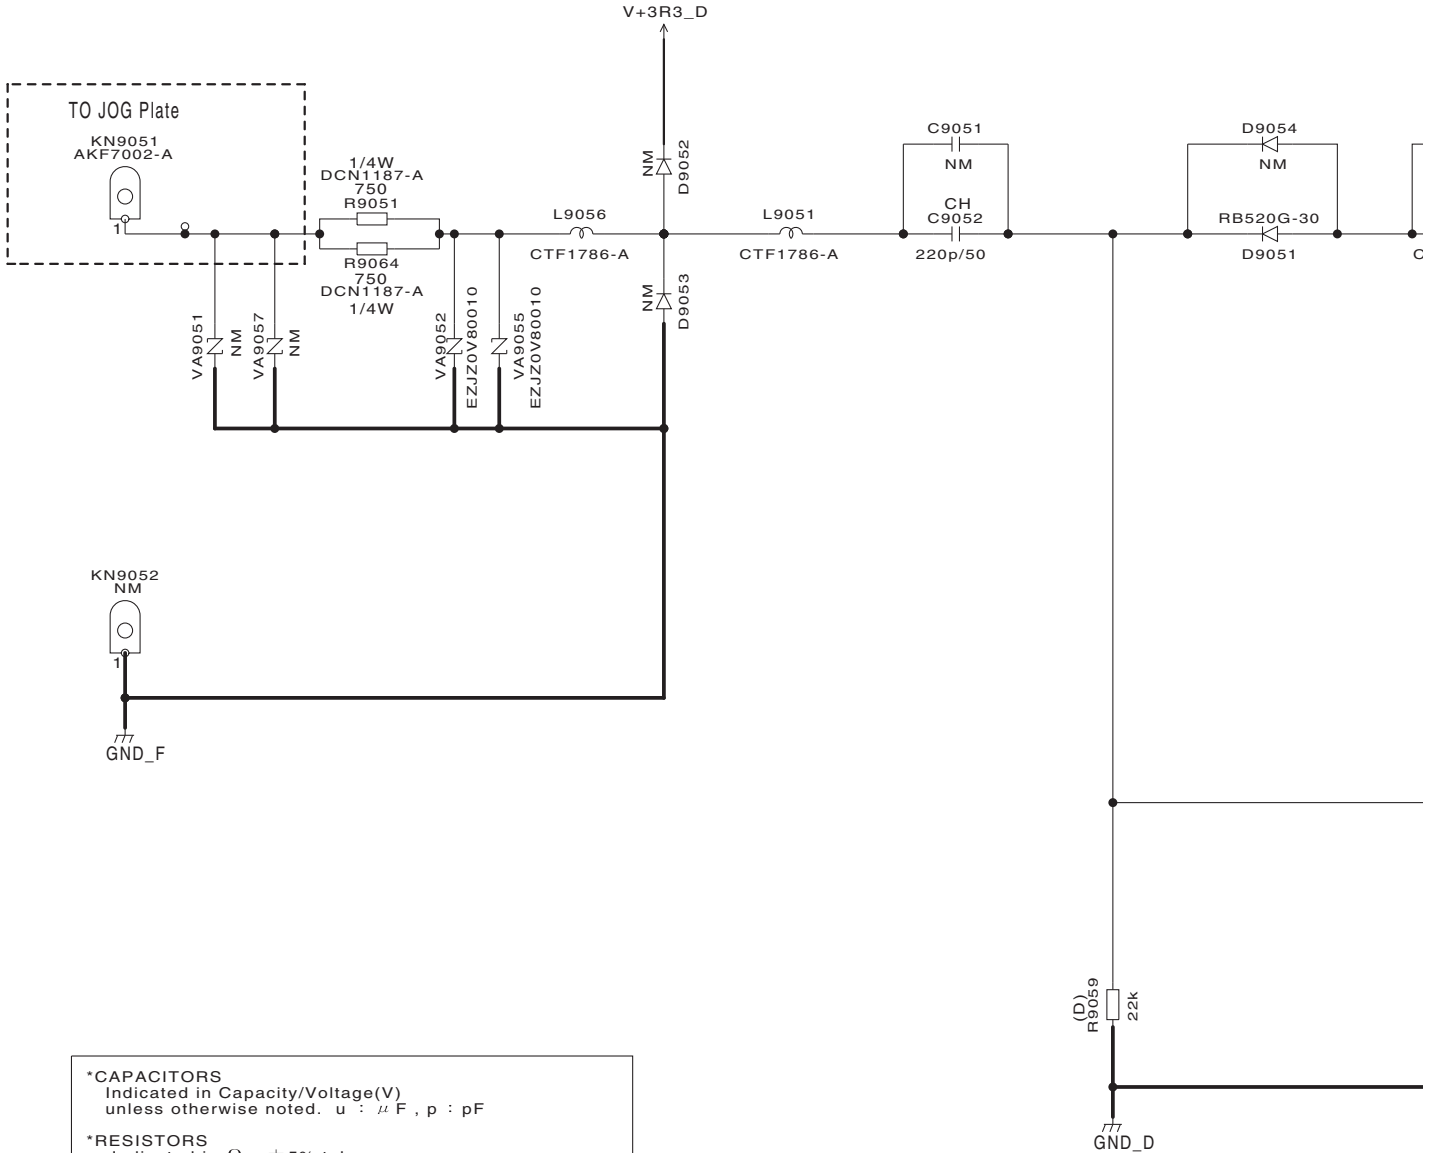 V+3R3_D
TO JOG Plate
KN9051
AKF7002-A
1
1/4W
DCN1187-A
750
R9051
R9064
750
DCN1187-A
1/4W
VA9051
NM
VA9057
NM
VA9052
EZJZ0V80010
VA9055
EZJZ0V80010
L9056
CTF1786-A
NM
D9052
NM
D9053
L9051
CTF1786-A
C9051
NM
CH
C9052
220p/50
D9054
NM
RB520G-30
D9051
C
KN9052
NM
1
GND_F
(D)
R9059
22k
GND_D
*CAPACITORS
Indicated in Capacity/Voltage(V)
unless otherwise noted. u : μF, p : pF
*RESISTORS